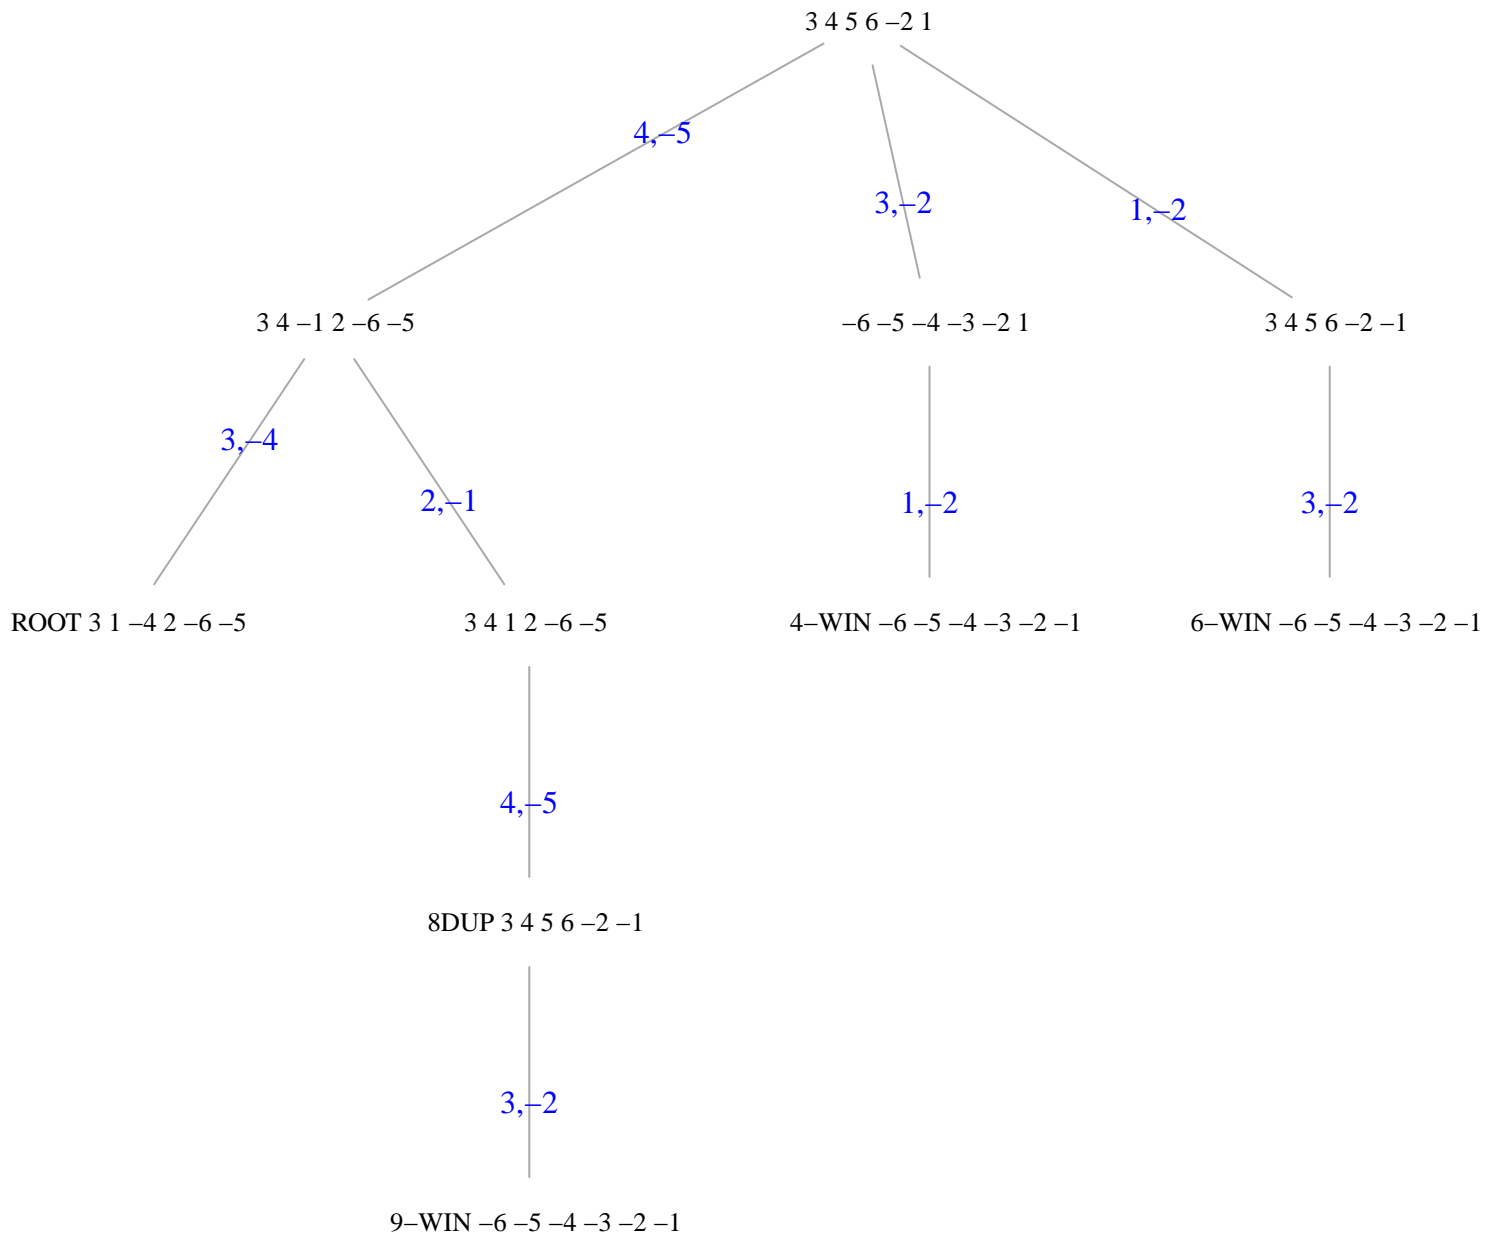 3 4 5 6 –2 1
4,–5
3,–2
1,–2
3 4 –1 2 –6 –5
–6 –5 –4 –3 –2 1
3 4 5 6 –2 –1
3,–4
2,–1
1,–2
3,–2
ROOT 3 1 –4 2 –6 –5
3 4 1 2 –6 –5
4–WIN –6 –5 –4 –3 –2 –1
6–WIN –6 –5 –4 –3 –2 –1
4,–5
8DUP 3 4 5 6 –2 –1
3,–2
9–WIN –6 –5 –4 –3 –2 –1